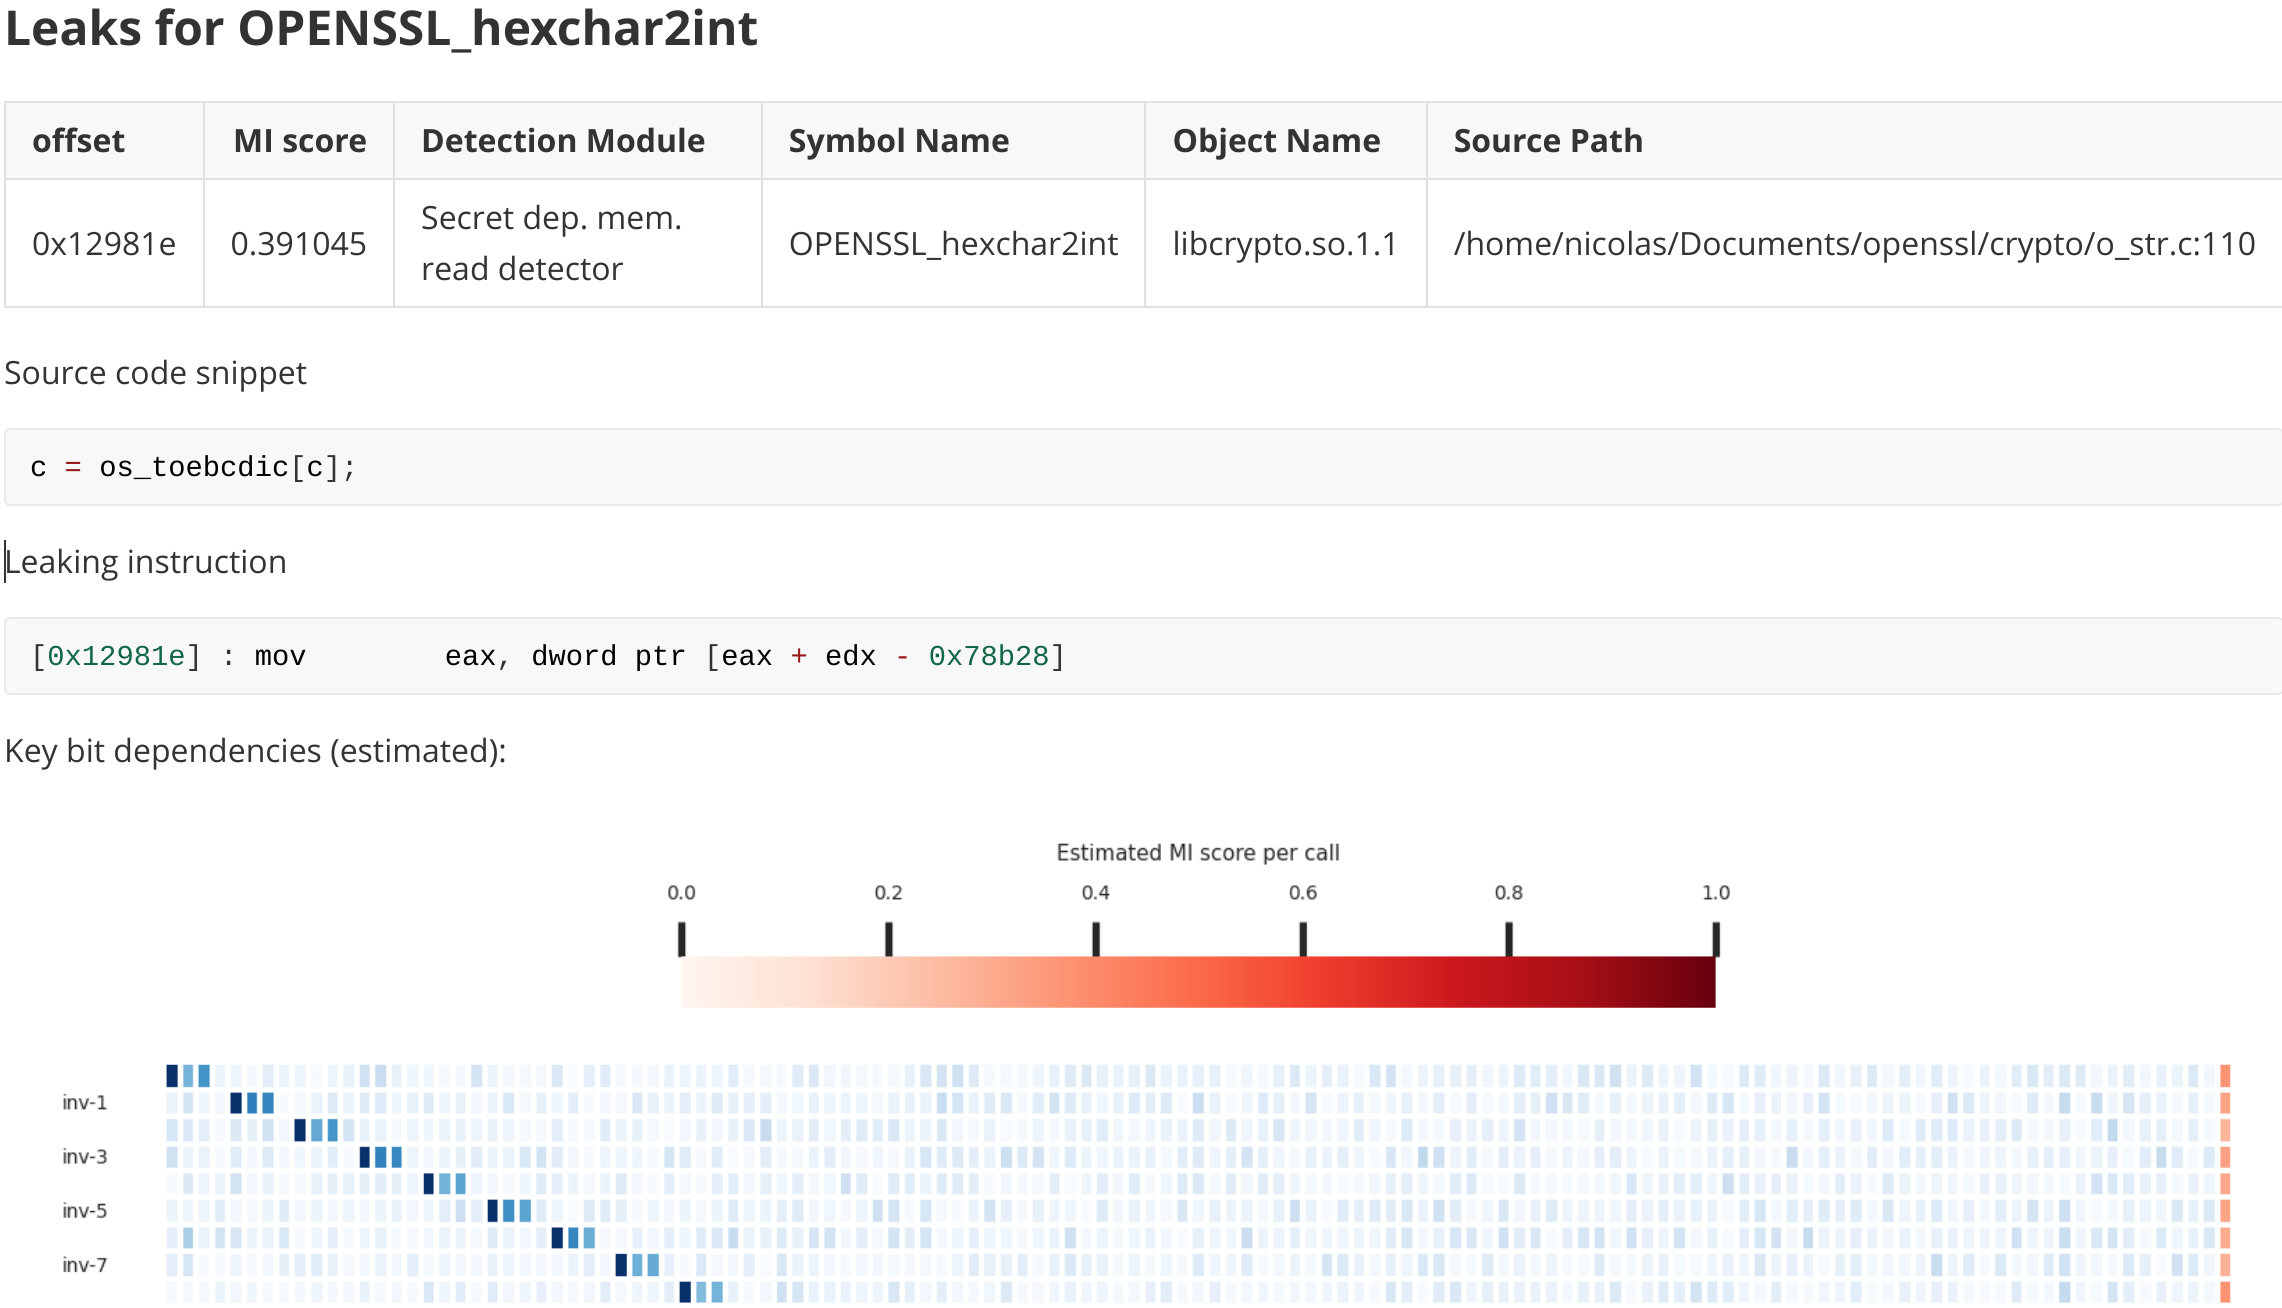 Leaks for OPENSSL_hexchar2int
offset MI score Detection Module Symbol Name Object Name Source Path
0x12981e 0.391045 Secret dep. mem. read detector OPENSSL_hexchar2int libcrypto.so.1.1 /home/nicolas/Documents/openssl/crypto/o_str.c:110
Source code snippet
c = os_toebcdic[c];
Leaking instruction
[0x12981e] : mov eax, dword ptr [eax + edx - 0x78b28]
Key bit dependencies (estimated):
Estimated MI score per call
0.0 0.2 0.4 0.6 0.8 1.0
inv-1
inv-3
inv-5
inv-7